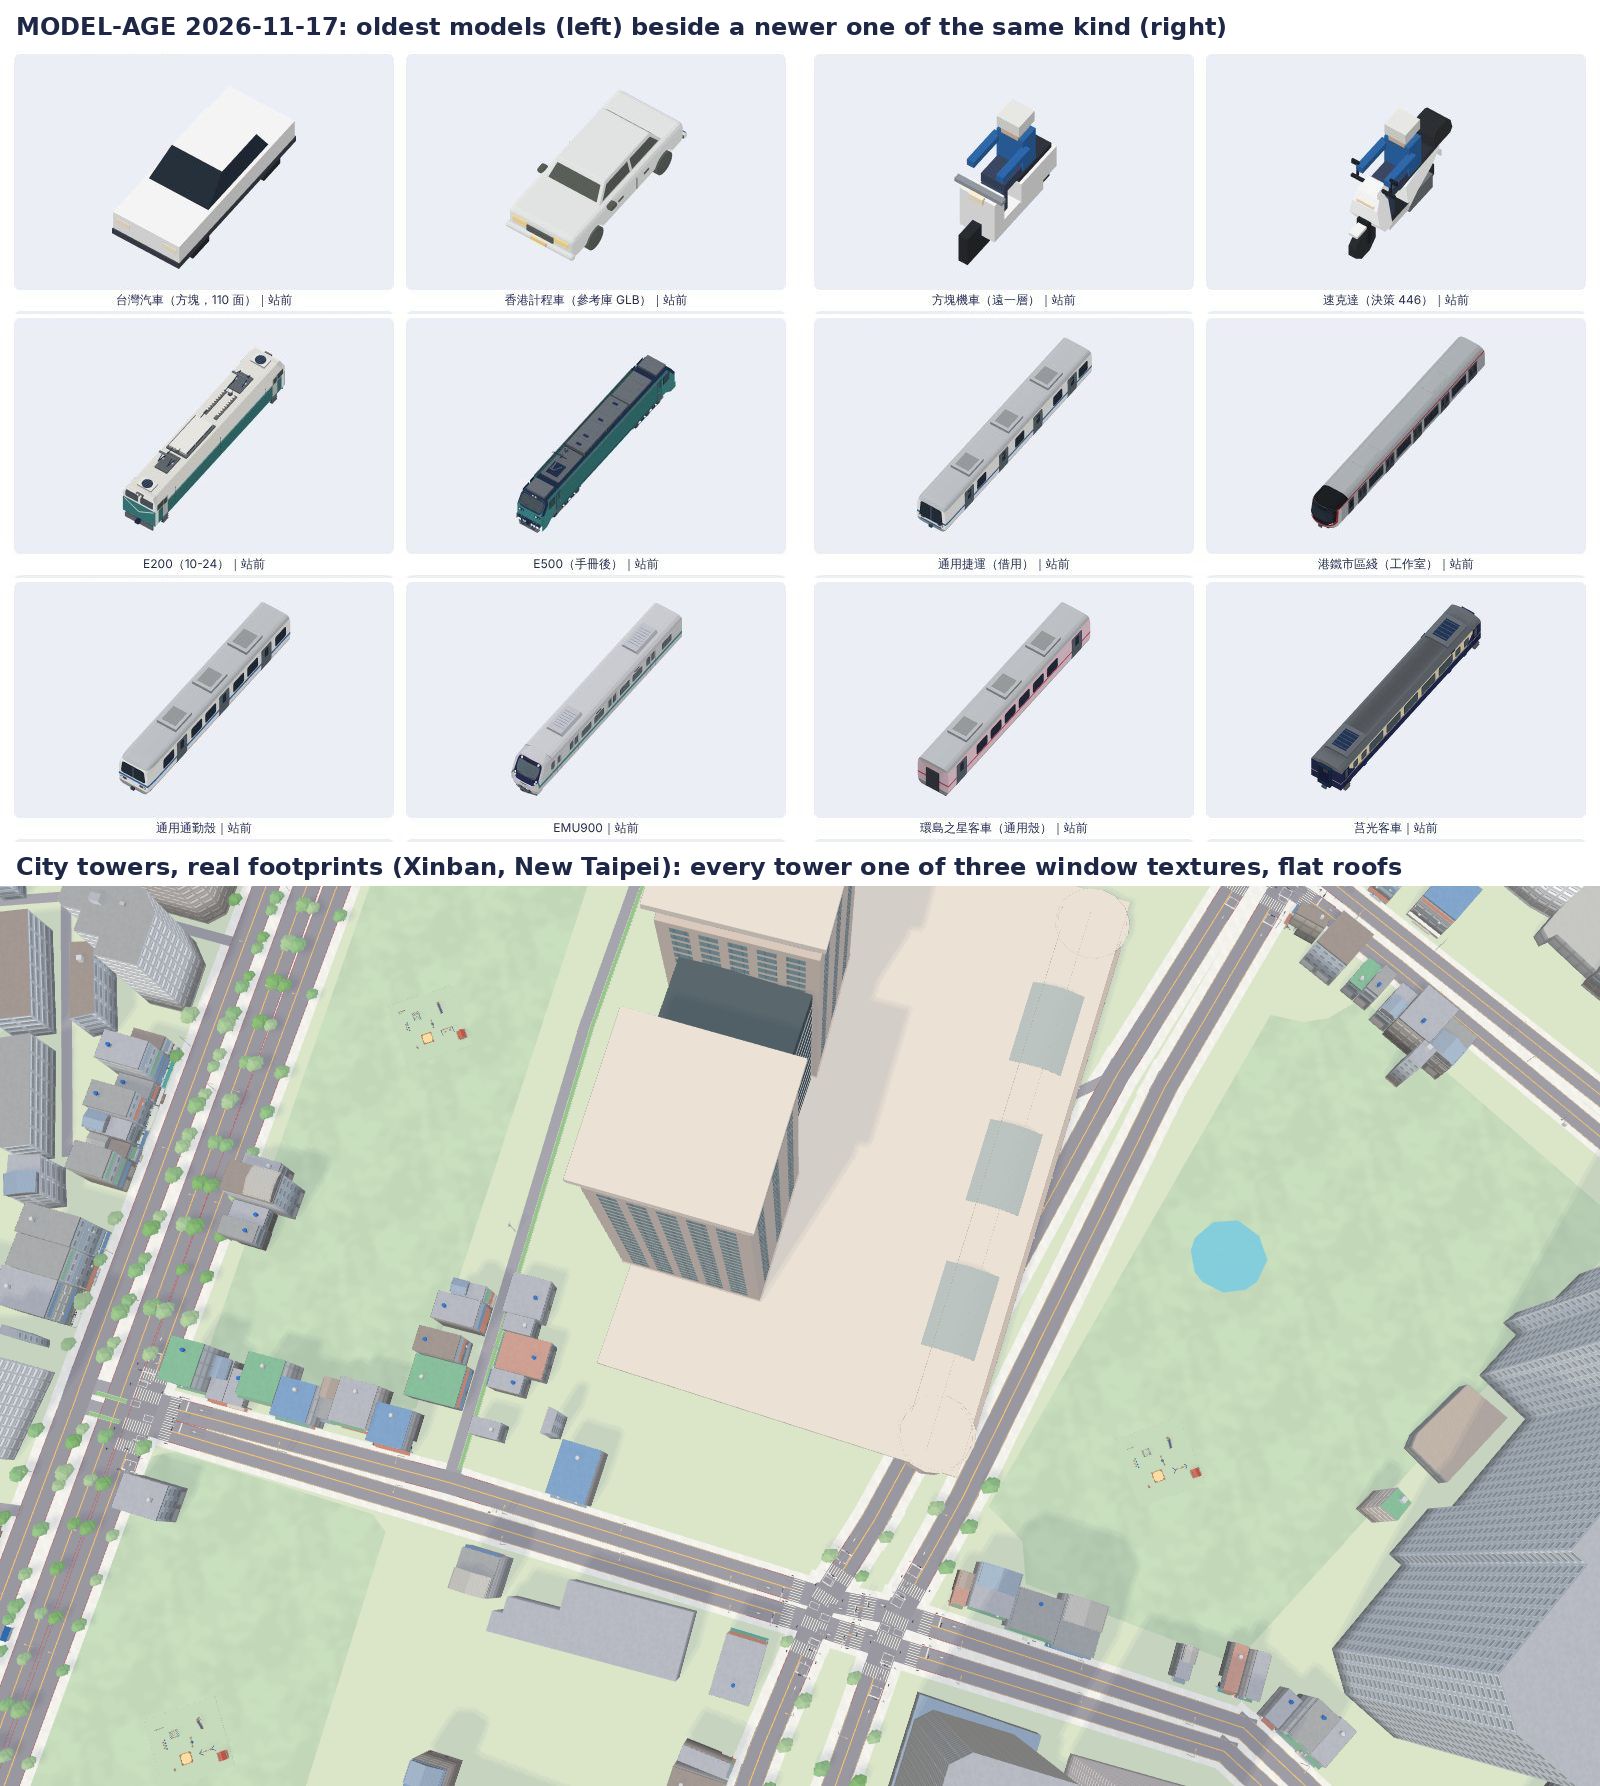 MODEL-AGE 2026-11-17: oldest models (left) beside a newer one of the same kind (right)
台灣汽車（方塊，110 面）｜站前
香港計程車（參考庫 GLB）｜站前
方塊機車（遠一層）｜站前
速克達（決策 446）｜站前
E200（10-24）｜站前
E500（手冊後）｜站前
通用捷運（借用）｜站前
港鐵市區綫（工作室）｜站前
通用通勤殼｜站前
EMU900｜站前
環島之星客車（通用殼）｜站前
莒光客車｜站前
City towers, real footprints (Xinban, New Taipei): every tower one of three window textures, flat roofs